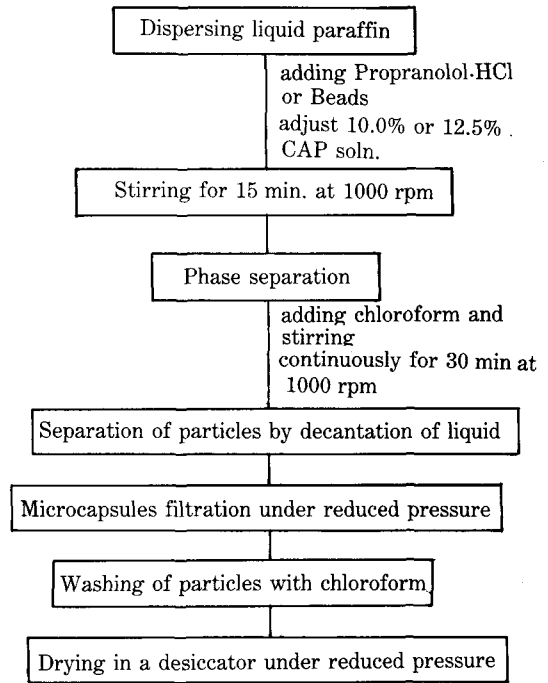 Dispersing liquid paraffin
adding Propranolol·HCl
or Beads
adjust 10.0% or 12.5%
CAP soln.
Stirring for 15 min. at 1000 rpm
Phase separation
adding chloroform and
stirring
continuously for 30 min at
1000 rpm
Separation of particles by decantation of liquid
Microcapsules filtration under reduced pressure
Washing of particles with chloroform
Drying in a desiccator under reduced pressure